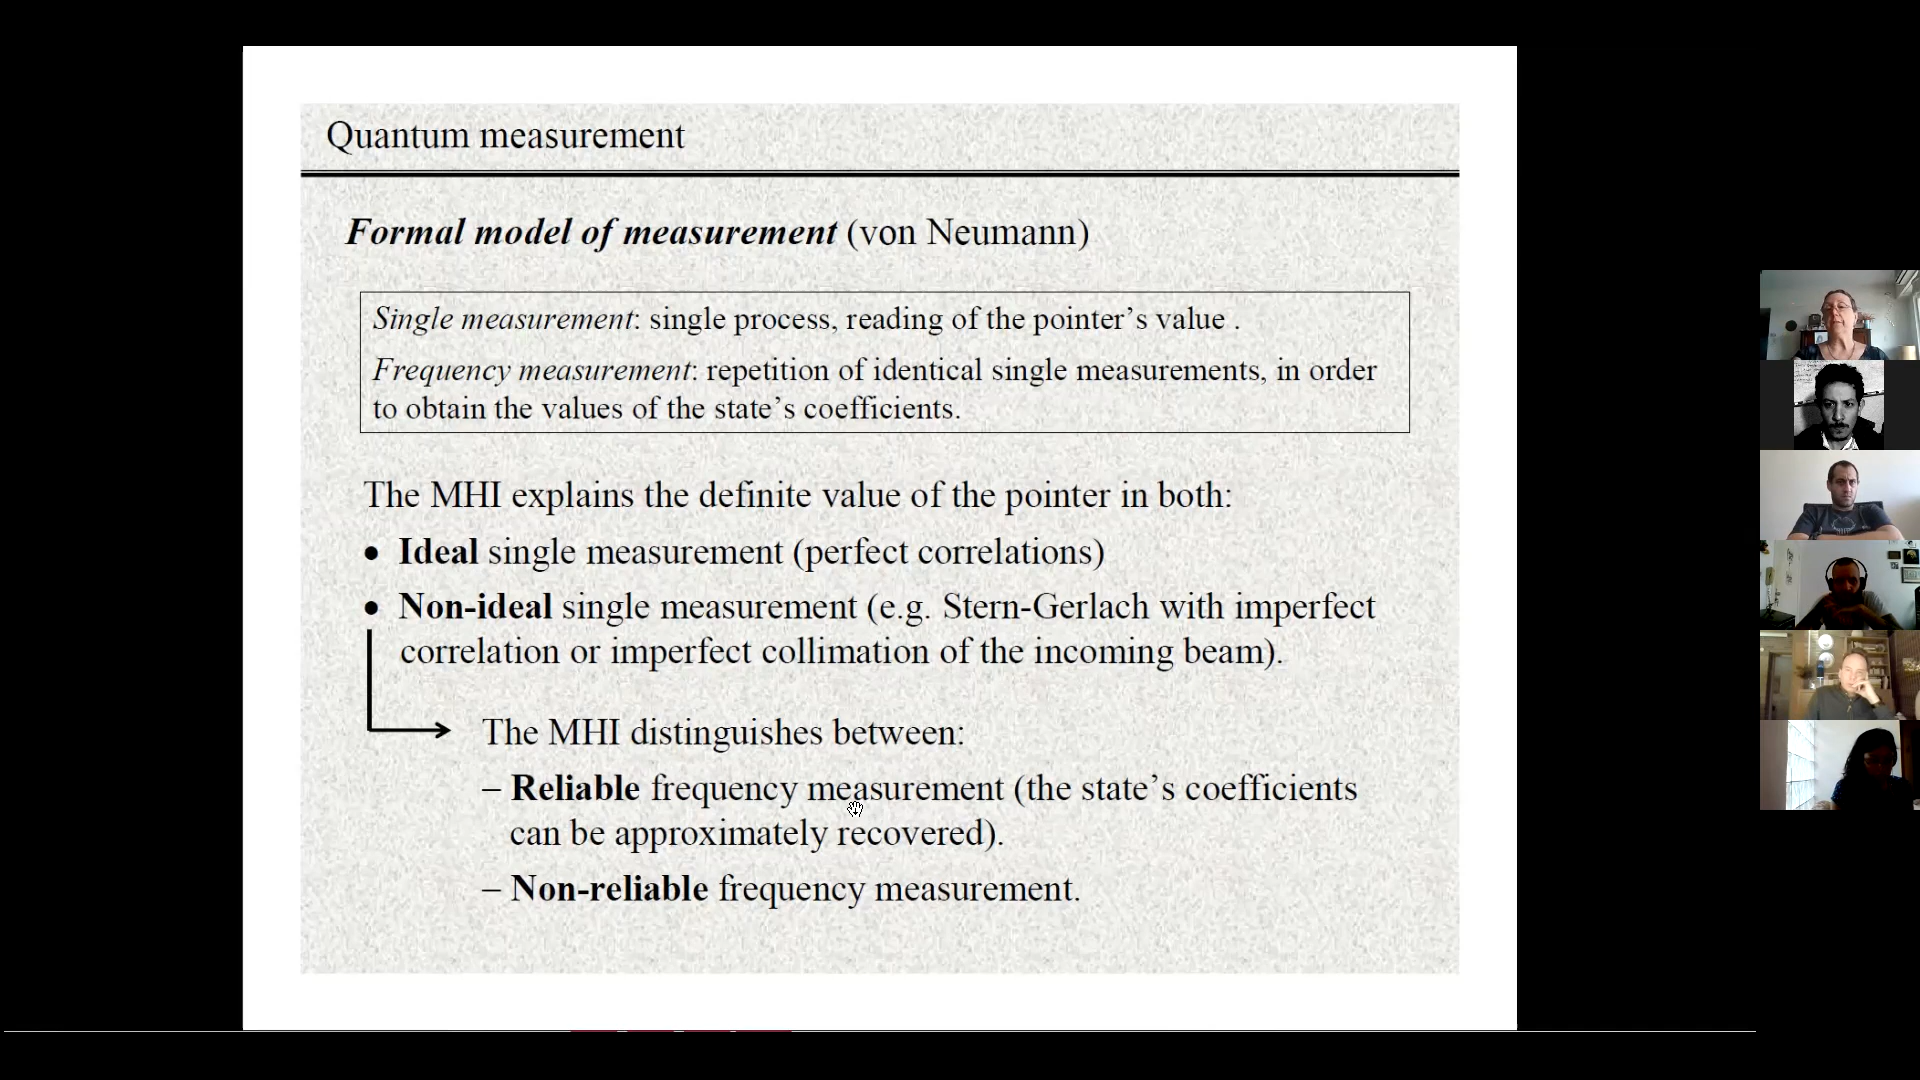 Quantum measurement
Formal model of measurement (von Neumann)
Single measurement: single process, reading of the pointer’s value .
Frequency measurement: repetition of identical single measurements, in order
to obtain the values of the state’s coefficients.
The MHI explains the definite value of the pointer in both:
• Ideal single measurement (perfect correlations)
• Non-ideal single measurement (e.g. Stern-Gerlach with imperfect
correlation or imperfect collimation of the incoming beam).
The MHI distinguishes between:
– Reliable frequency measurement (the state’s coefficients
can be approximately recovered).
– Non-reliable frequency measurement.